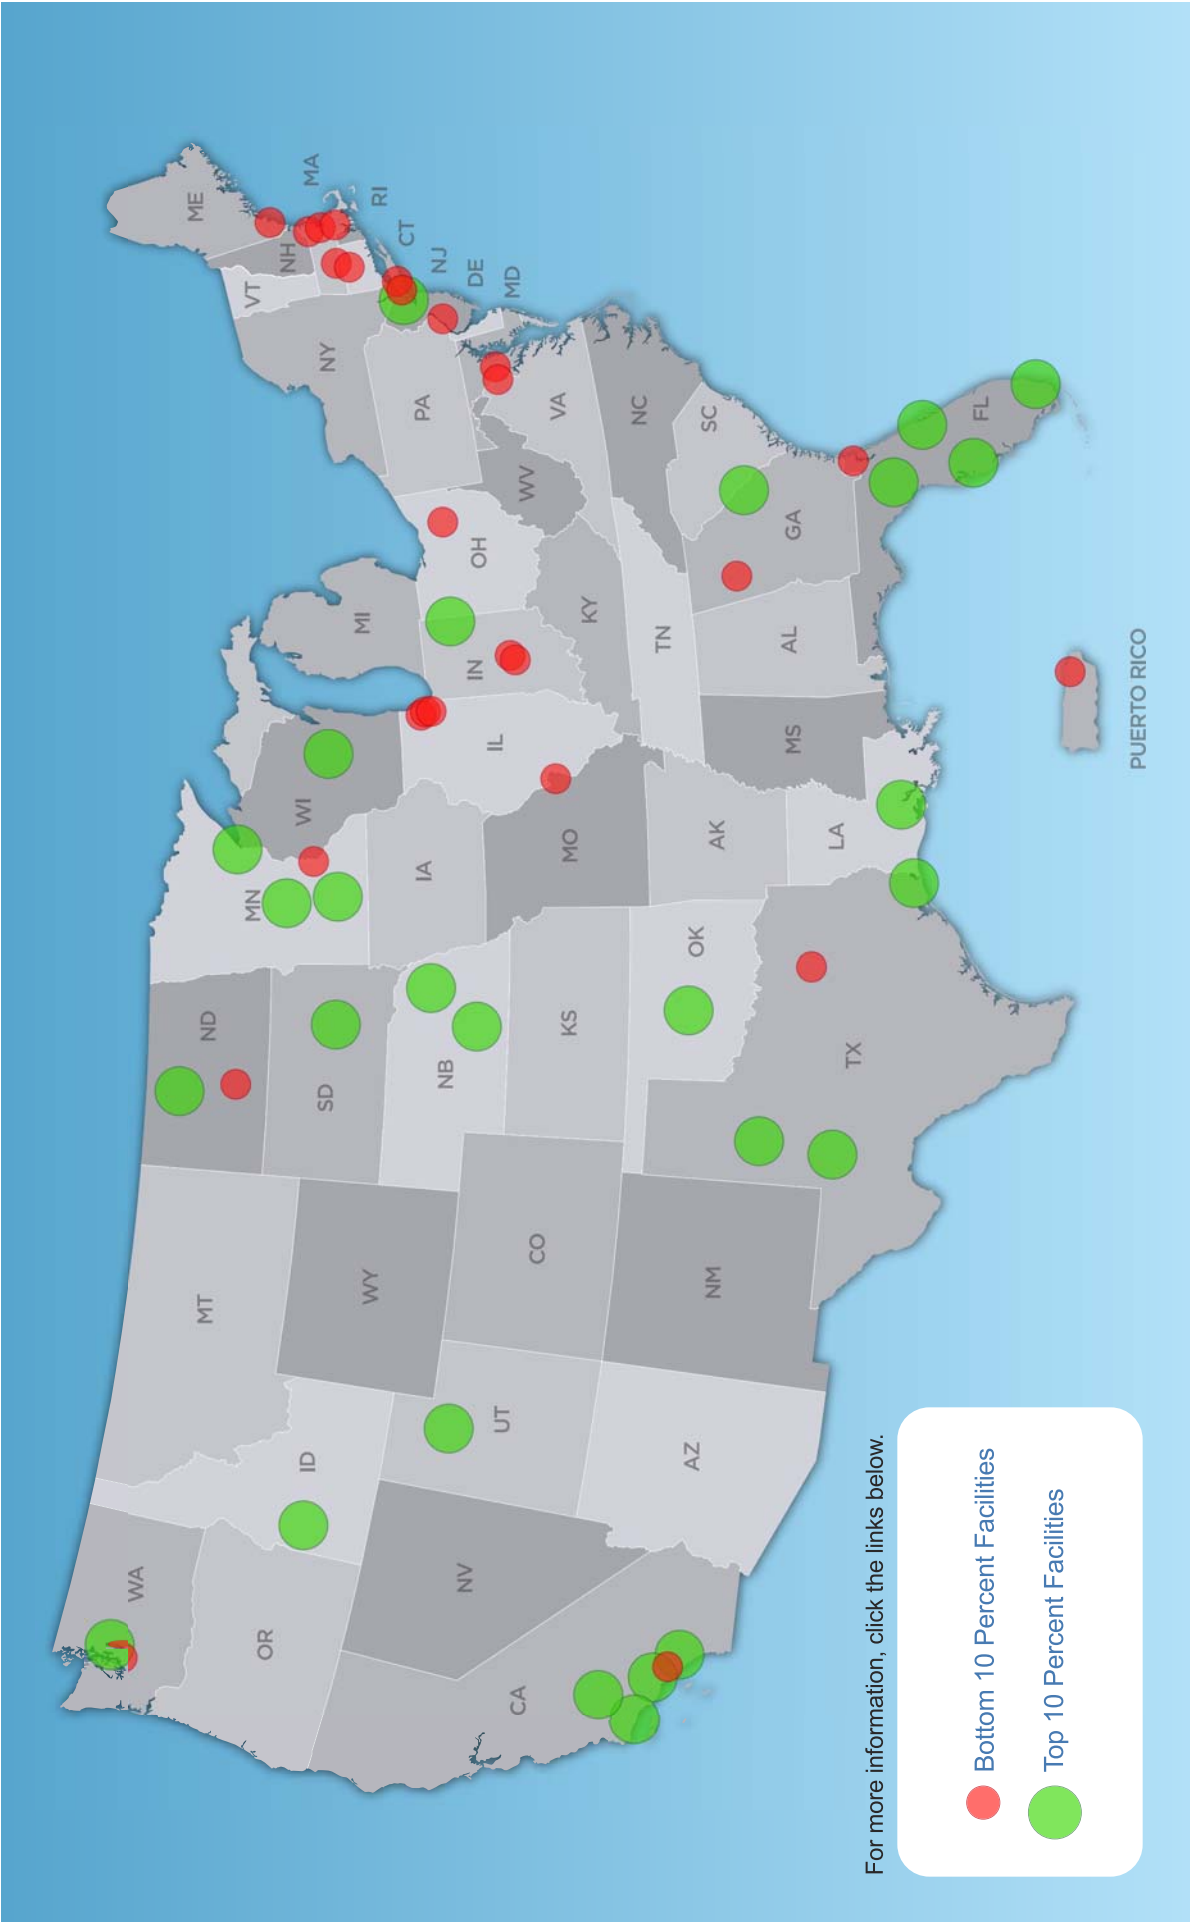 WA
OR
CA
NV
ID
MT
WY
UT
CO
AZ
NM
ND
SD
NB
KS
OK
TX
MN
IA
MO
AK
LA
WI
IL
MS
MI
IN
KY
TN
AL
OH
WV
GA
SC
NC
VA
FL
PA
NY
VT
NH
ME
MA
RI
CT
NJ
DE
MD
PUERTO RICO
For more information, click the links below.
Bottom 10 Percent Facilities
Top 10 Percent Facilities